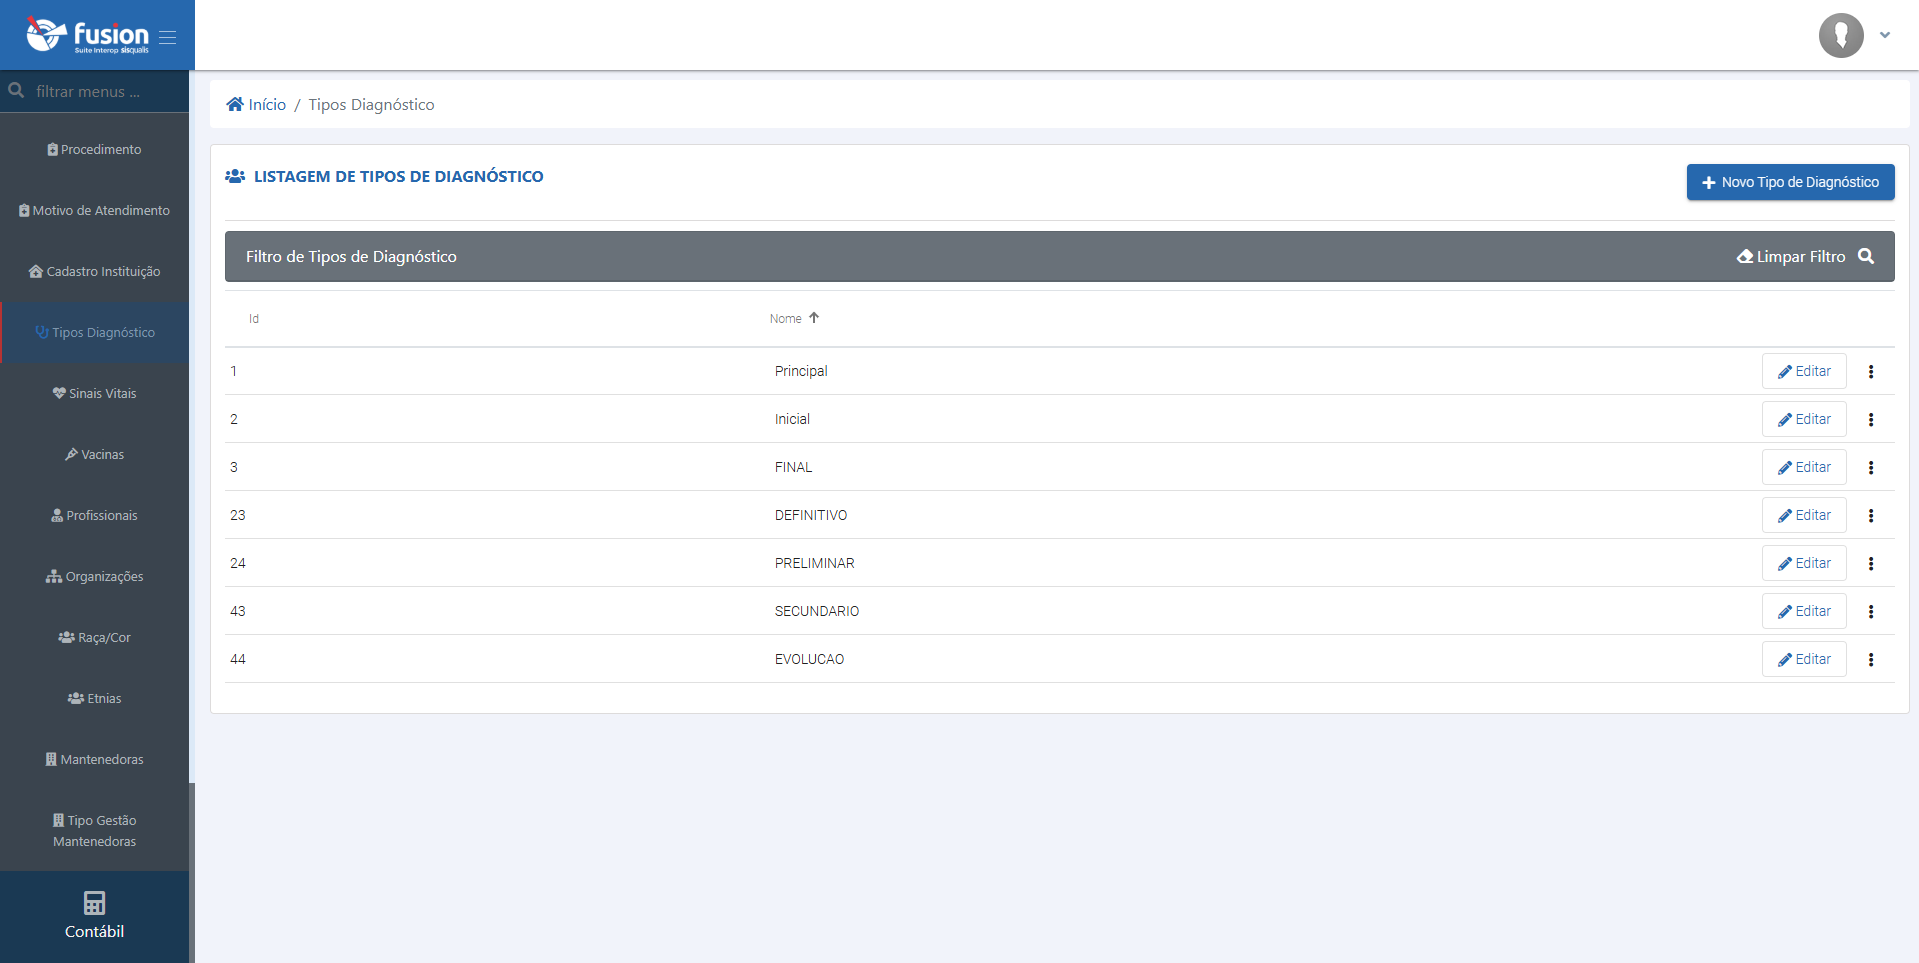 fusion
Suite Interop sisqualis
filtrar menus ...
Procedimento
Motivo de Atendimento
Cadastro Instituição
Tipos Diagnóstico
Sinais Vitais
Vacinas
Profissionais
Organizações
Raça/Cor
Etnias
Mantenedoras
Tipo Gestão
Mantenedoras
Contábil
Início / Tipos Diagnóstico
LISTAGEM DE TIPOS DE DIAGNÓSTICO
Novo Tipo de Diagnóstico
Filtro de Tipos de Diagnóstico
Limpar Filtro
Id Nome
1 Principal Editar
2 Inicial Editar
3 FINAL Editar
23 DEFINITIVO Editar
24 PRELIMINAR Editar
43 SECUNDARIO Editar
44 EVOLUCAO Editar